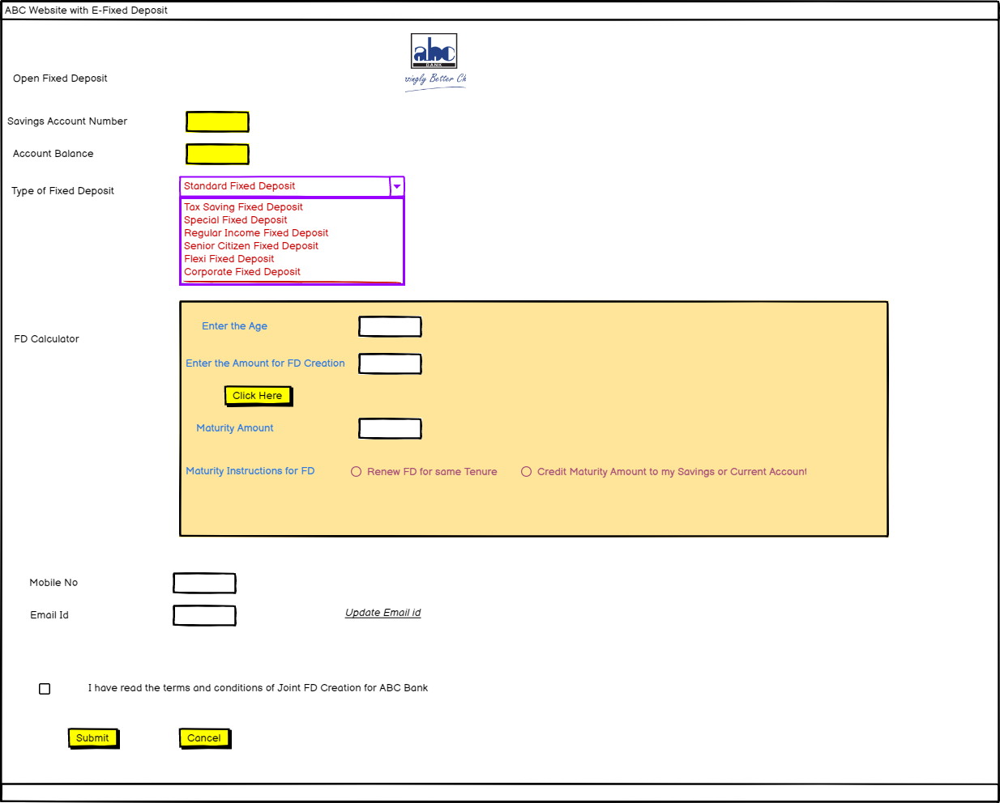 ABC Website with E-Fixed Deposit
abc
BANK
Better Ch
Open Fixed Deposit
Savings Account Number
Account Balance
Type of Fixed Deposit
Standard Fixed Deposit
Tax Saving Fixed Deposit
Special Fixed Deposit
Regular Income Fixed Deposit
Senior Citizen Fixed Deposit
Flexi Fixed Deposit
Corporate Fixed Deposit
FD Calculator
Enter the Age
Enter the Amount for FD Creation
Click Here
Maturity Amount
Maturity Instructions for FD
Renew FD for same Tenure
Credit Maturity Amount to my Savings or Current Account
Mobile No
Email Id
Update Email id
I have read the terms and conditions of Joint FD Creation for ABC Bank
Submit
Cancel